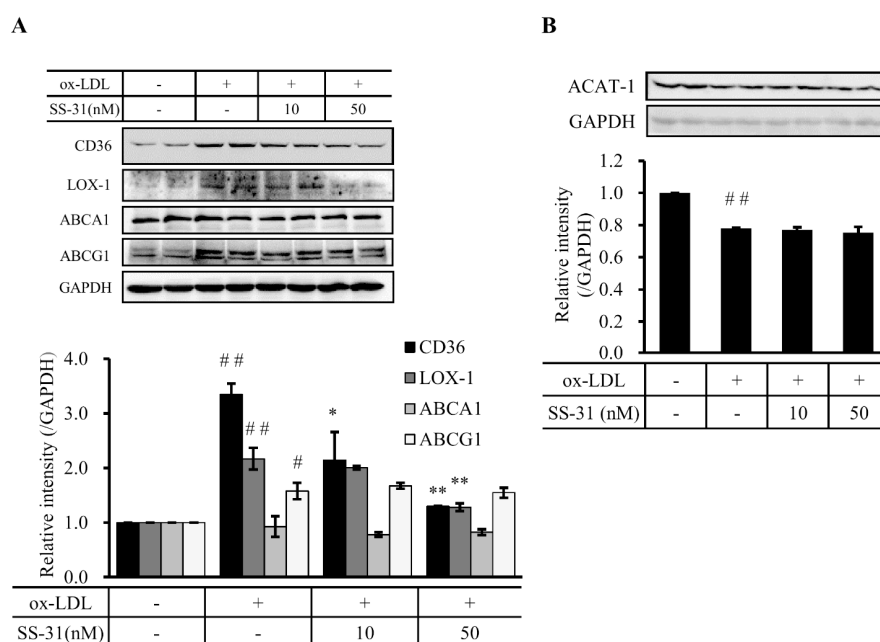 A
ox-LDL - + + +
SS-31(nM) - - 10 50
CD36
LOX-1
ABCA1
ABCG1
GAPDH
Relative intensity (/GAPDH)
4.0
3.0
2.0
1.0
0.0
# #
# #
#
*
**
**
CD36
LOX-1
ABCA1
ABCG1
ox-LDL - + + +
SS-31(nM) - - 10 50
B
ACAT-1
GAPDH
Relative intensity
(/GAPDH)
1.2
1.0
0.8
0.6
0.4
0.2
0.0
# #
ox-LDL - + + +
SS-31 (nM) - - 10 50